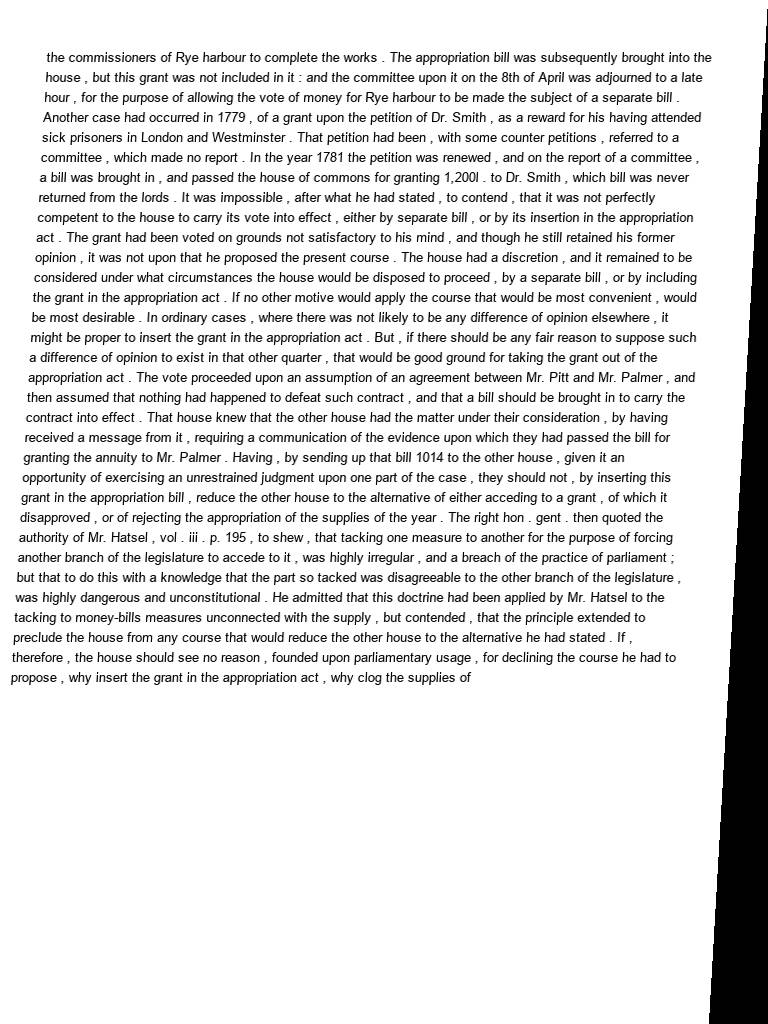 the commissioners of Rye harbour to complete the works . The appropriation bill was subsequently brought into the
house , but this grant was not included in it : and the committee upon it on the 8th of April was adjourned to a late
hour , for the purpose of allowing the vote of money for Rye harbour to be made the subject of a separate bill .
Another case had occurred in 1779 , of a grant upon the petition of Dr. Smith , as a reward for his having attended
sick prisoners in London and Westminster . That petition had been , with some counter petitions , referred to a
committee , which made no report . In the year 1781 the petition was renewed , and on the report of a committee ,
a bill was brought in , and passed the house of commons for granting 1,200l . to Dr. Smith , which bill was never
returned from the lords . It was impossible , after what he had stated , to contend , that it was not perfectly
competent to the house to carry its vote into effect , either by separate bill , or by its insertion in the appropriation
act . The grant had been voted on grounds not satisfactory to his mind , and though he still retained his former
opinion , it was not upon that he proposed the present course . The house had a discretion , and it remained to be
considered under what circumstances the house would be disposed to proceed , by a separate bill , or by including
the grant in the appropriation act . If no other motive would apply the course that would be most convenient , would
be most desirable . In ordinary cases , where there was not likely to be any difference of opinion elsewhere , it
might be proper to insert the grant in the appropriation act . But , if there should be any fair reason to suppose such
a difference of opinion to exist in that other quarter , that would be good ground for taking the grant out of the
appropriation act . The vote proceeded upon an assumption of an agreement between Mr. Pitt and Mr. Palmer , and
then assumed that nothing had happened to defeat such contract , and that a bill should be brought in to carry the
contract into effect . That house knew that the other house had the matter under their consideration , by having
received a message from it , requiring a communication of the evidence upon which they had passed the bill for
granting the annuity to Mr. Palmer . Having , by sending up that bill 1014 to the other house , given it an
opportunity of exercising an unrestrained judgment upon one part of the case , they should not , by inserting this
grant in the appropriation bill , reduce the other house to the alternative of either acceding to a grant , of which it
disapproved , or of rejecting the appropriation of the supplies of the year . The right hon . gent . then quoted the
authority of Mr. Hatsel , vol . iii . p. 195 , to shew , that tacking one measure to another for the purpose of forcing
another branch of the legislature to accede to it , was highly irregular , and a breach of the practice of parliament ;
but that to do this with a knowledge that the part so tacked was disagreeable to the other branch of the legislature ,
was highly dangerous and unconstitutional . He admitted that this doctrine had been applied by Mr. Hatsel to the
tacking to money-bills measures unconnected with the supply , but contended , that the principle extended to
preclude the house from any course that would reduce the other house to the alternative he had stated . If ,
therefore , the house should see no reason , founded upon parliamentary usage , for declining the course he had to
propose , why insert the grant in the appropriation act , why clog the supplies of